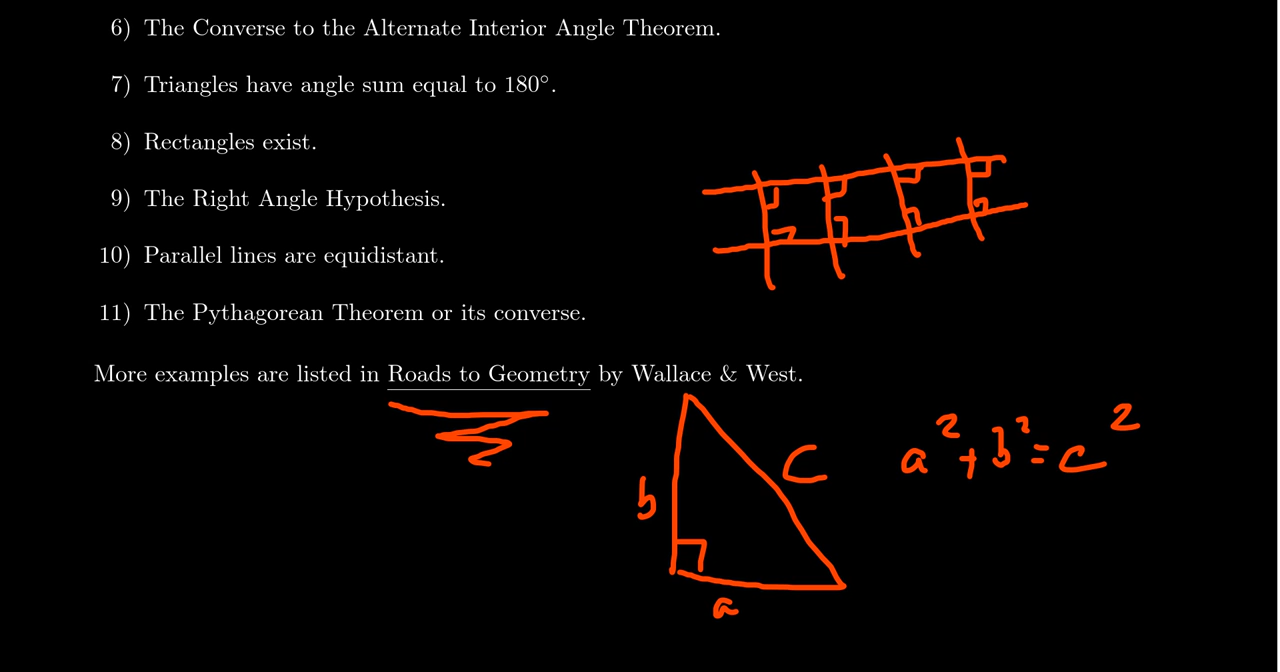 6) The Converse to the Alternate Interior Angle Theorem.
7) Triangles have angle sum equal to 180°.
8) Rectangles exist.
9) The Right Angle Hypothesis.
10) Parallel lines are equidistant.
11) The Pythagorean Theorem or its converse.
More examples are listed in Roads to Geometry by Wallace & West.
C
a² + b² = c²
b
a